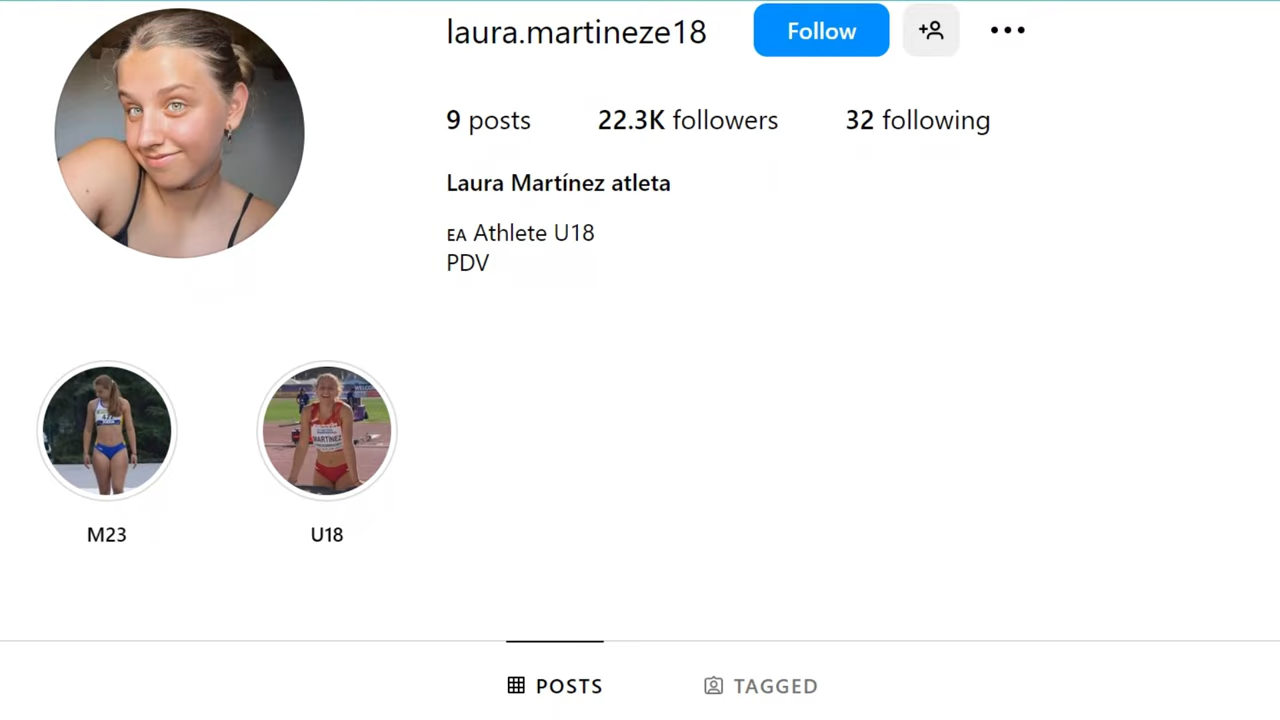 laura.martineze18
Follow
9 posts 22.3K followers 32 following
Laura Martínez atleta
EA Athlete U18
PDV
MARTÍNEZ
M23 U18
POSTS TAGGED